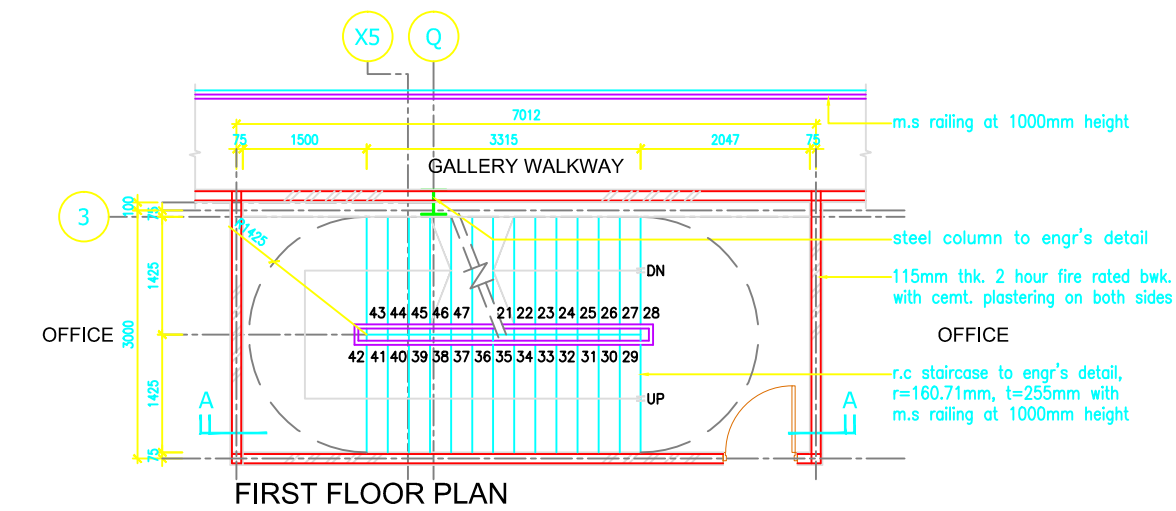 X5
Q
7012
m.s railing at 1000mm height
75
1500
3315
2047
75
GALLERY WALKWAY
100
75
3
R1425
steel column to engr's detail
1425
DN
115mm thk. 2 hour fire rated bwk.
with cemt. plastering on both sides
43 44 45 46 47 21 22 23 24 25 26 27 28
OFFICE
3000
OFFICE
42 41 40 39 38 37 36 35 34 33 32 31 30 29
r.c staircase to engr's detail,
r=160.71mm, t=255mm with
m.s railing at 1000mm height
1425
UP
A
A
75
FIRST FLOOR PLAN